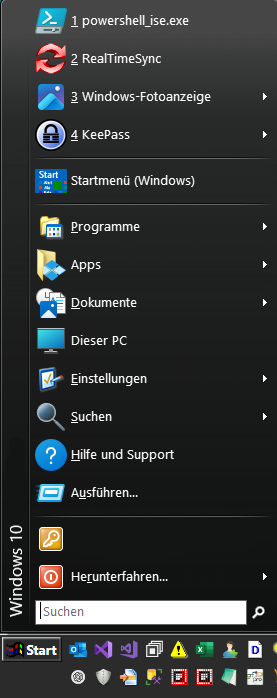 1 powershell_ise.exe
2 RealTimeSync
3 Windows-Fotoanzeige
4 KeePass
Start
Startmenü (Windows)
Programme
Apps
Dokumente
Dieser PC
Einstellungen
Suchen
Hilfe und Support
Ausführen...
Herunterfahren...
Windows 10
Suchen
Start